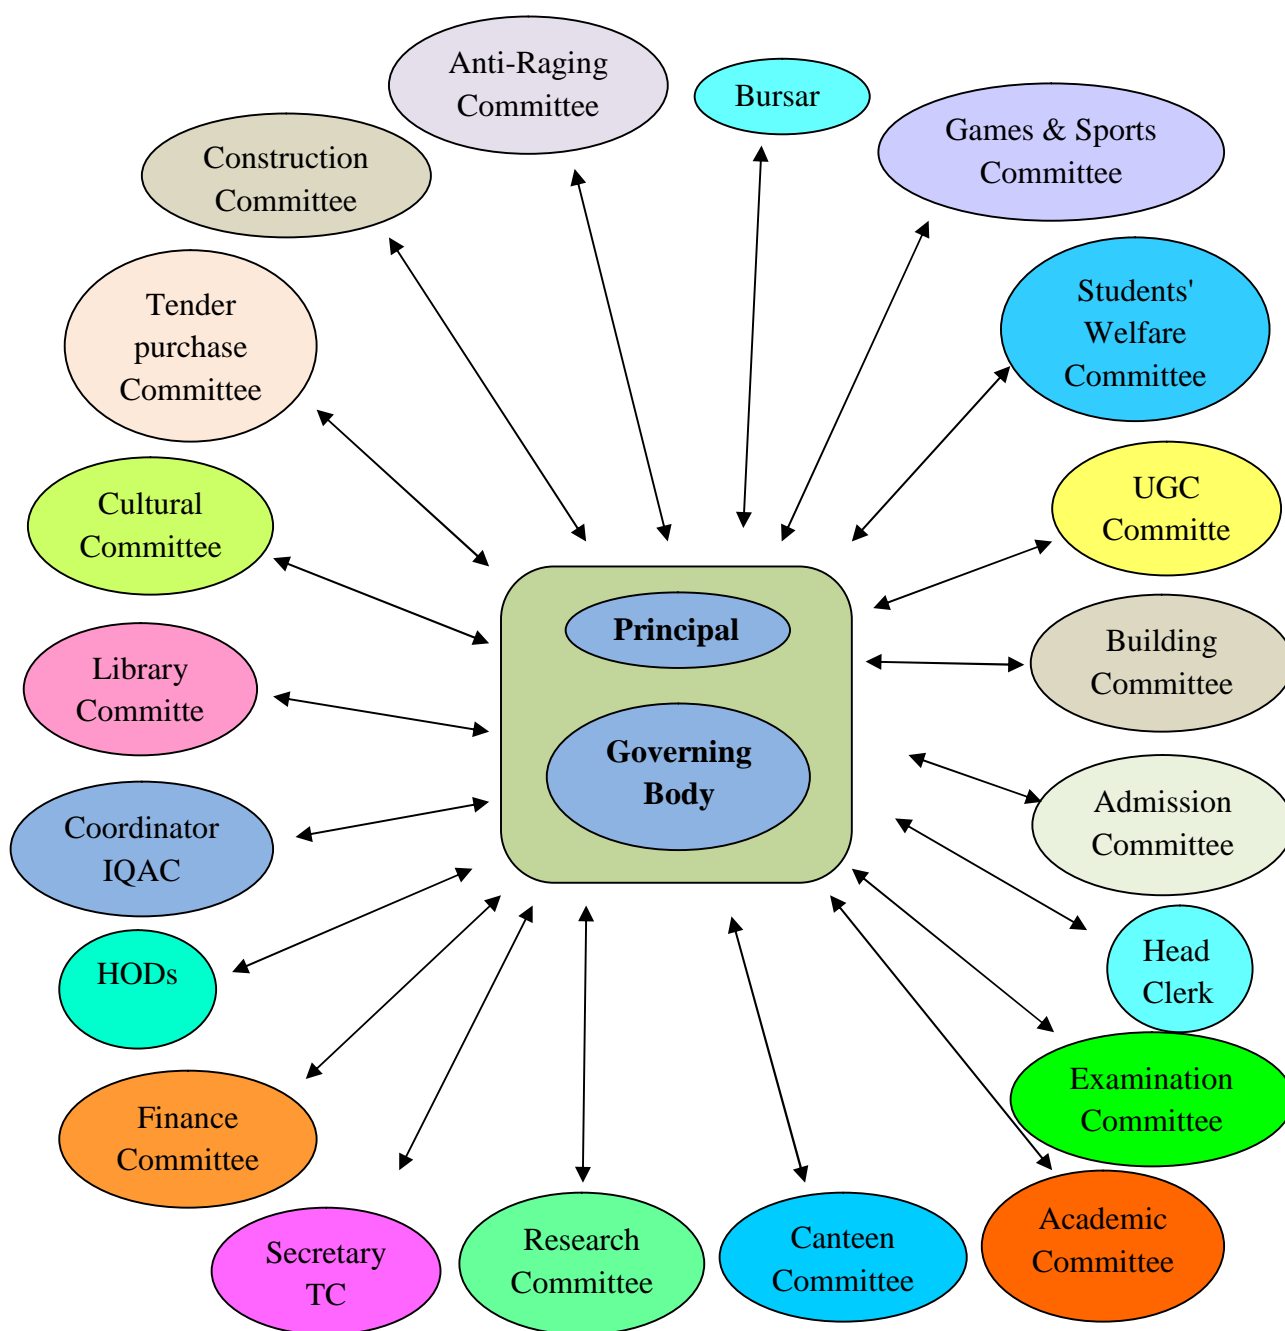 Anti-Raging
Committee
Bursar
Games & Sports
Committee
Construction
Committee
Students'
Welfare
Committee
Tender
purchase
Committee
UGC
Committe
Cultural
Committee
Principal
Building
Committee
Library
Committe
Governing
Body
Admission
Committee
Coordinator
IQAC
Head
Clerk
HODs
Examination
Committee
Finance
Committee
Academic
Committee
Canteen
Committee
Research
Committee
Secretary
TC